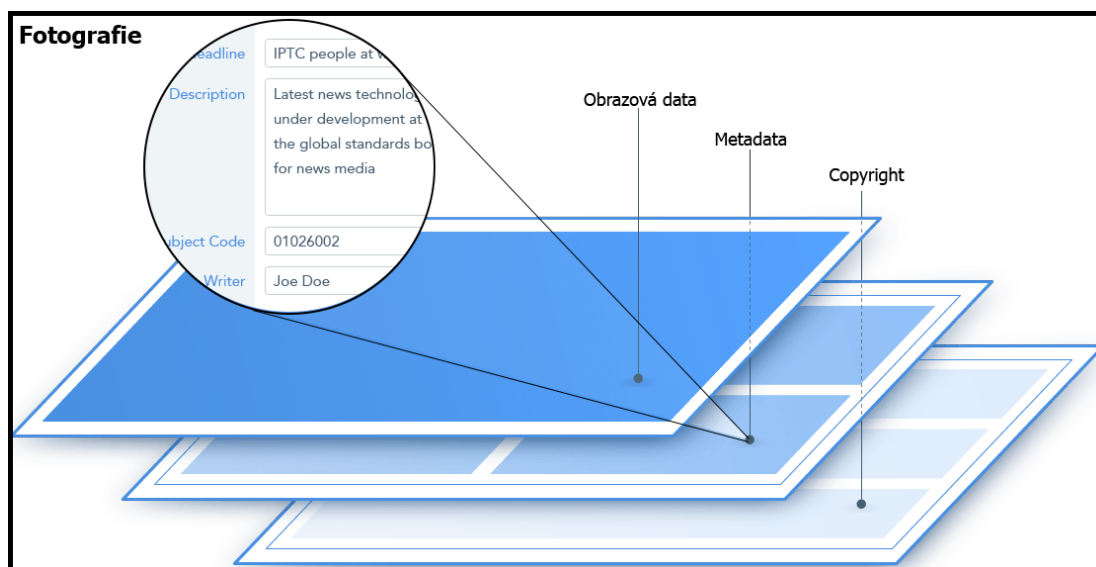 Fotografie
eadline
IPTC people at
Description
Latest news technolog
under development at
the global standards bo
for news media
bject Code
01026002
Writer
Joe Doe
Obrazová data
Metadata
Copyright